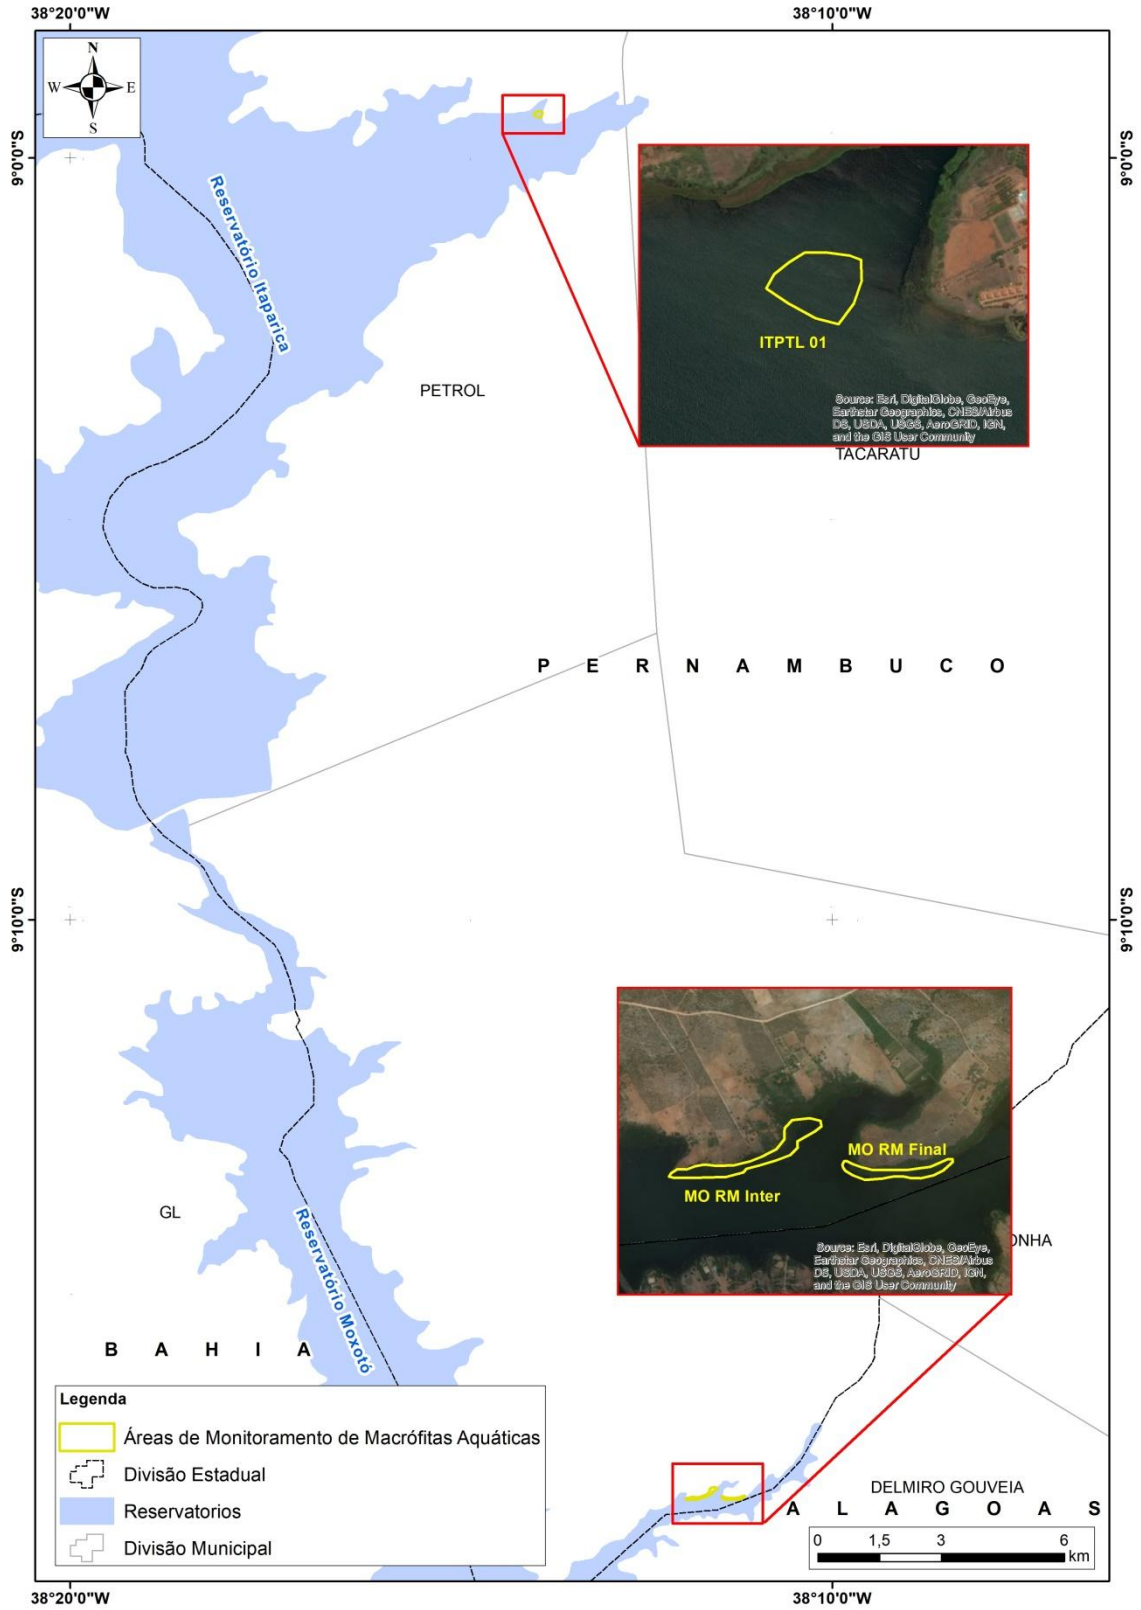 38°20'0"W
38°10'0"W
N
W
E
S
9°0'0"S
9°0'0"S
Reservatório Itaparica
ITPTL 01
Source: Esri, DigitalGlobe, GeoEye,
Earthstar Geographics, CNES/Airbus
DS, USDA, USGS, AeroGRID, IGN,
and the GIS User Community
PETROL
TACARATU
PERNAMBUCO
9°10'0"S
9°10'0"S
MO RM Final
MO RM Inter
Source: Esri, DigitalGlobe, GeoEye,
Earthstar Geographics, CNES/Airbus
DS, USDA, USGS, AeroGRID, IGN,
and the GIS User Community
GL
ONHA
Reservatório Moxotó
BAHIA
Legenda
Áreas de Monitoramento de Macrófitas Aquáticas
Divisão Estadual
Reservatorios
Divisão Municipal
DELMIRO GOUVEIA
ALAGOAS
0 1,5 3 6
km
38°20'0"W
38°10'0"W